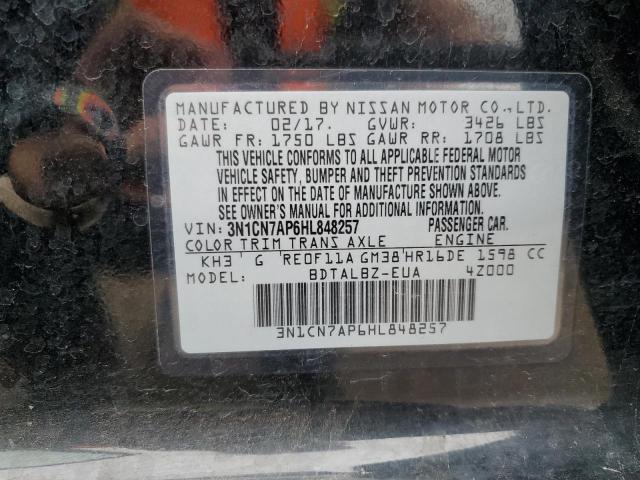 MANUFACTURED BY NISSAN MOTOR CO.,LTD.
DATE: 02/17. GVWR: 3426 LBS
GAWR FR: 1750 LBS GAWR RR: 1708 LBS
THIS VEHICLE CONFORMS TO ALL APPLICABLE FEDERAL MOTOR
VEHICLE SAFETY, BUMPER AND THEFT PREVENTION STANDARDS
IN EFFECT ON THE DATE OF MANUFACTURE SHOWN ABOVE.
SEE OWNER'S MANUAL FOR ADDITIONAL INFORMATION.
VIN: 3N1CN7AP6HL848257 PASSENGER CAR.
COLOR TRIM TRANS AXLE ENGINE
KH3 G RE0F11A GM38 HR16DE 1598 CC
MODEL: BDTALBZ-EUA 4Z000
3N1CN7AP6HL848257